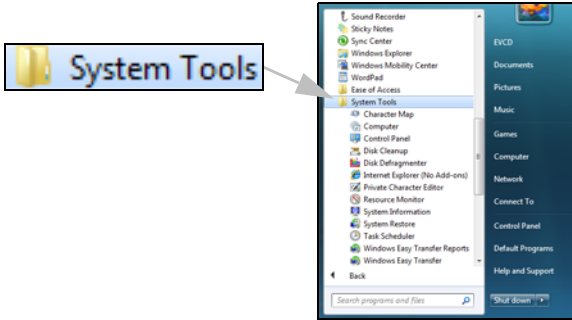 System Tools
Sound Recorder
Sticky Notes
Sync Center
Windows Explorer
Windows Mobility Center
WordPad
Ease of Access
System Tools
Character Map
Computer
Control Panel
Disk Cleanup
Disk Defragmenter
Internet Explorer (No Add-ons)
Private Character Editor
Resource Monitor
System Information
System Restore
Task Scheduler
Windows Easy Transfer Reports
Windows Easy Transfer
Back
Search programs and files
EVCD
Documents
Pictures
Music
Games
Computer
Network
Connect To
Control Panel
Default Programs
Help and Support
Shut down